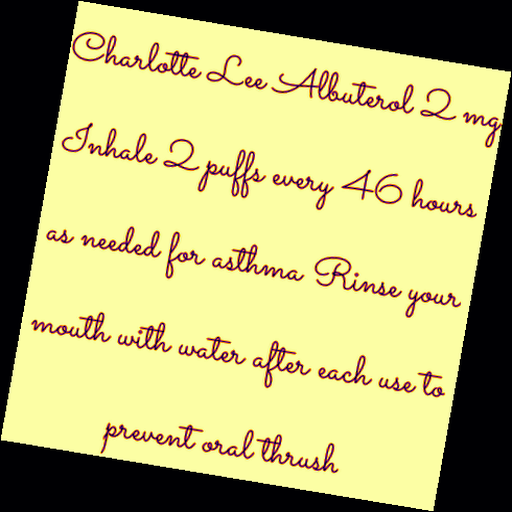 Charlotte Lee Albuterol 2 mg
Inhale 2 puffs every 46 hours
as needed for asthma Rinse your
mouth with water after each use to
prevent oral thrush